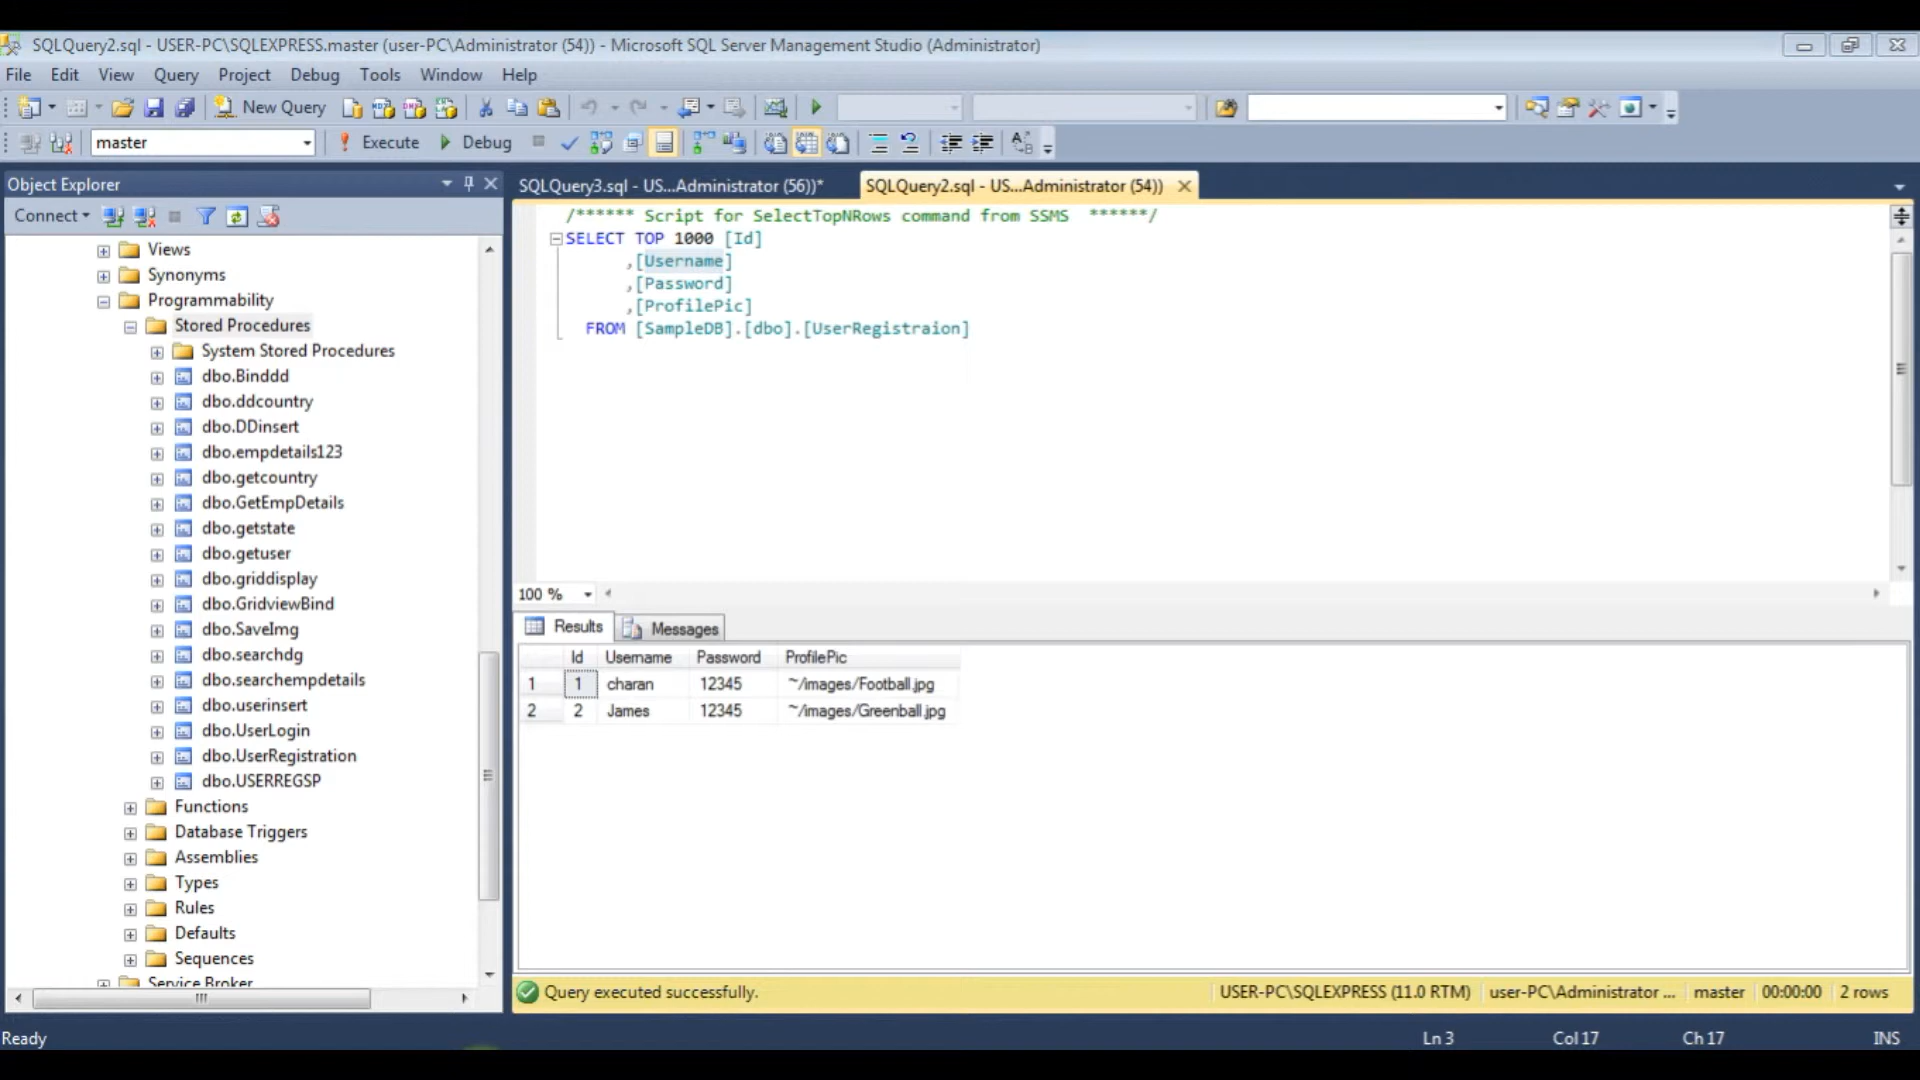 SQLQuery2.sql - USER-PC\SQLEXPRESS.master (user-PC\Administrator (54)) - Microsoft SQL Server Management Studio (Administrator)
File Edit View Query Project Debug Tools Window Help
New Query
master Execute Debug
Object Explorer
Connect
Views
Synonyms
Programmability
Stored Procedures
System Stored Procedures
dbo.Binddd
dbo.ddcountry
dbo.DDinsert
dbo.empdetails123
dbo.getcountry
dbo.GetEmpDetails
dbo.getstate
dbo.getuser
dbo.griddisplay
dbo.GridviewBind
dbo.SaveImg
dbo.searchdg
dbo.searchempdetails
dbo.userinsert
dbo.UserLogin
dbo.UserRegistration
dbo.USERREGSP
Functions
Database Triggers
Assemblies
Types
Rules
Defaults
Sequences
Service Broker
SQLQuery3.sql - US...Administrator (56))* SQLQuery2.sql - US...Administrator (54))
/****** Script for SelectTopNRows command from SSMS ******/
SELECT TOP 1000 [Id]
,[Username]
,[Password]
,[ProfilePic]
FROM [SampleDB].[dbo].[UserRegistraion]
100 %
Results Messages
Id Username Password ProfilePic
1 1 charan 12345 ~/images/Football.jpg
2 2 James 12345 ~/images/Greenball.jpg
Query executed successfully. USER-PC\SQLEXPRESS (11.0 RTM) user-PC\Administrator ... master 00:00:00 2 rows
Ready Ln 3 Col 17 Ch 17 INS